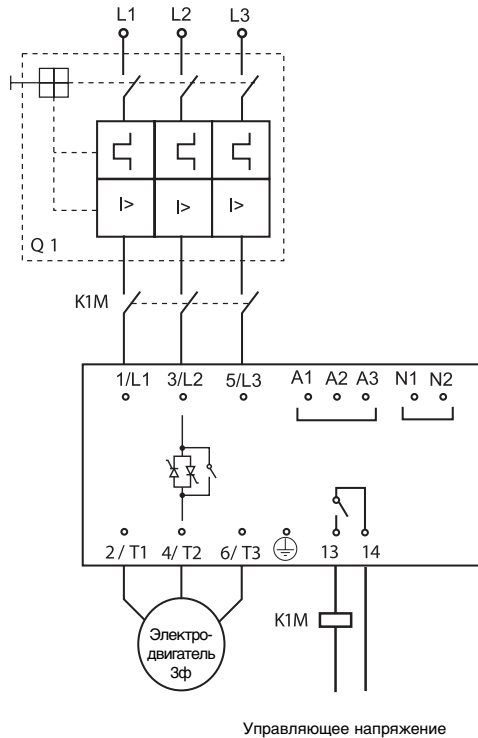 L1 L2 L3
I> I> I>
Q 1
K1M
1/L1 3/L2 5/L3 A1 A2 A3 N1 N2
2 / T1 4/ T2 6/ T3 13 14
K1M
Электро-
двигатель
3ф
Управляющее напряжение